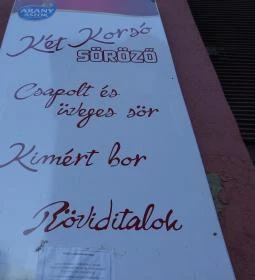 ARANY
ÁSZOK
Két Korsó
SÖRÖZŐ
Csapolt és
üveges sör
Kimért bor
Röviditalok